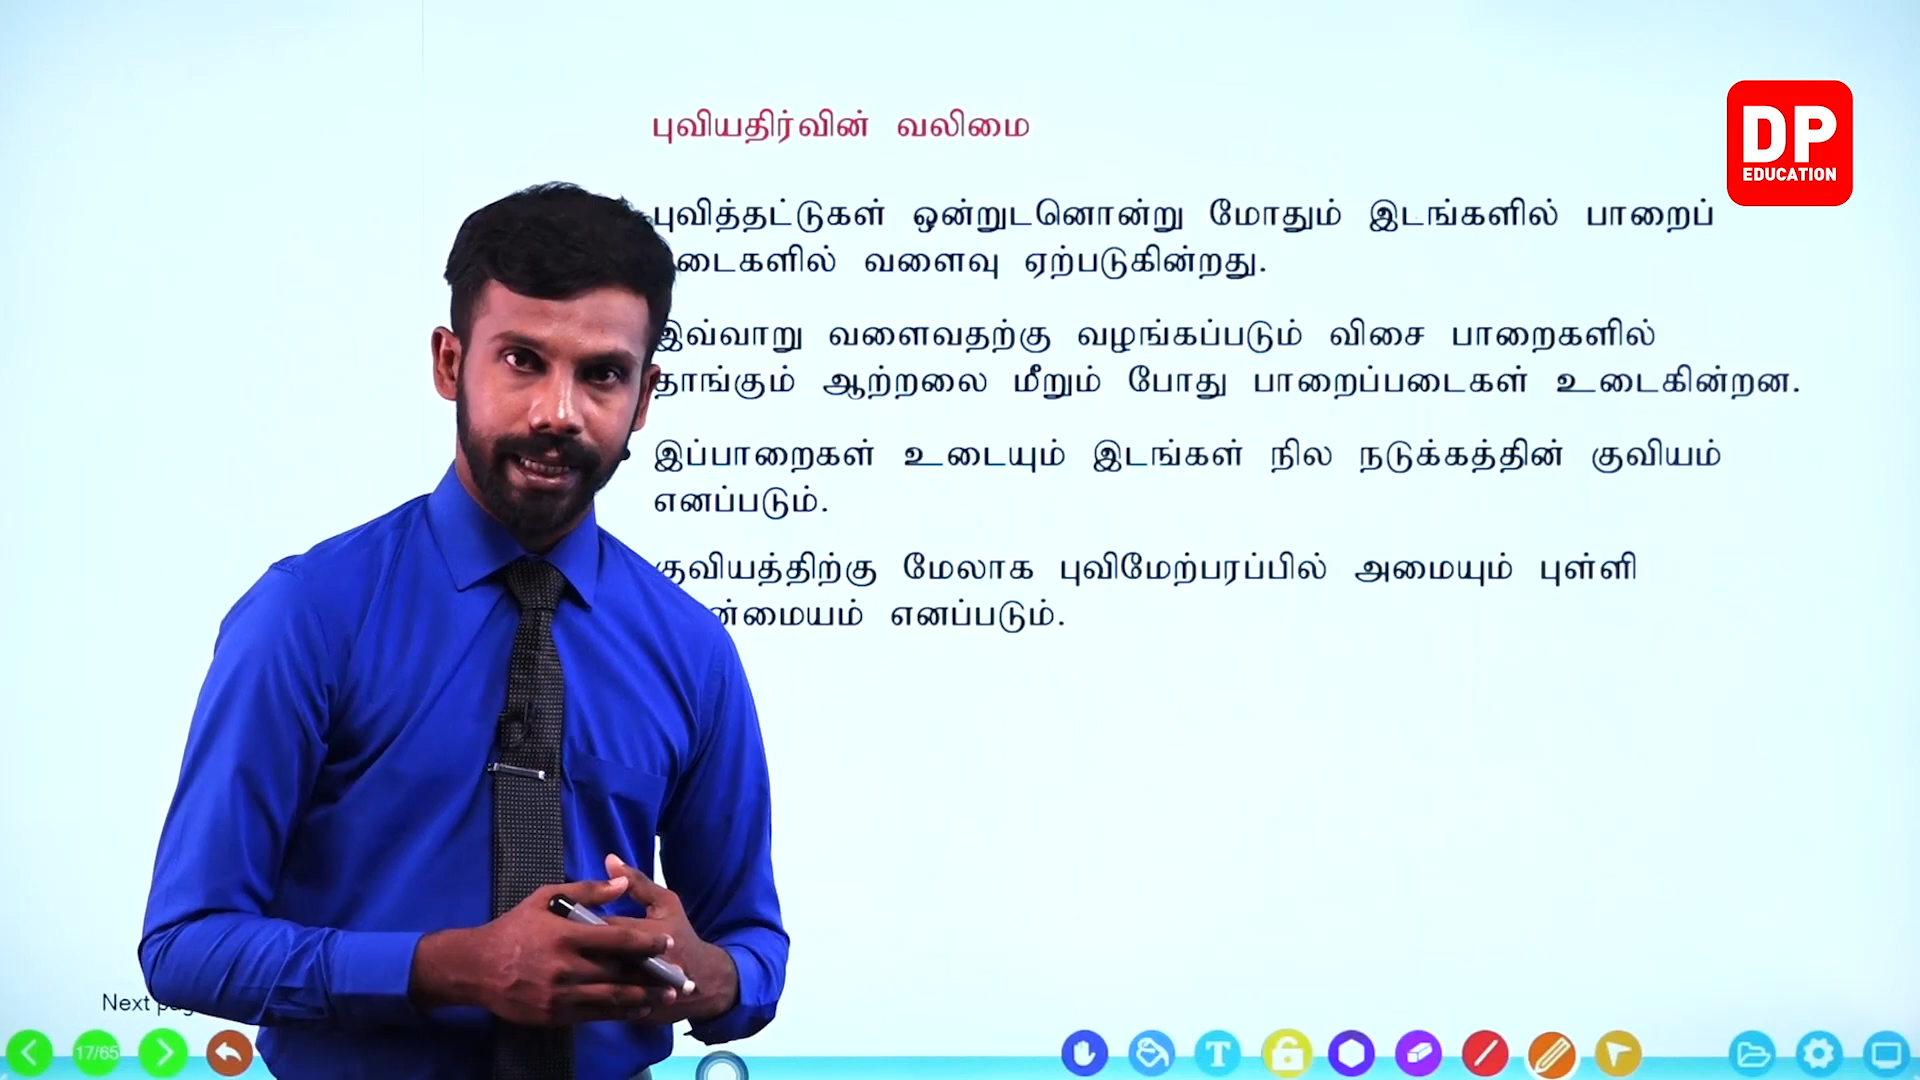 புவியதிர்வின் வலிமை
DP
EDUCATION
புவித்தட்டுகள் ஒன்றுடனொன்று மோதும் இடங்களில் பாறைப்
வளைவு ஏற்படுகின்றது.
இவ்வாறு வளைவதற்கு வழங்கப்படும் விசை பாறைகளில்
தாங்கும் ஆற்றலை மீறும் போது பாறைப்படைகள் உடைகின்றன.
இப்பாறைகள் உடையும் இடங்கள் நில நடுக்கத்தின் குவியம்
எனப்படும்.
குவியத்திற்கு மேலாக புவிமேற்பரப்பில் அமையும் புள்ளி
எனப்படும்.
Next
17/65